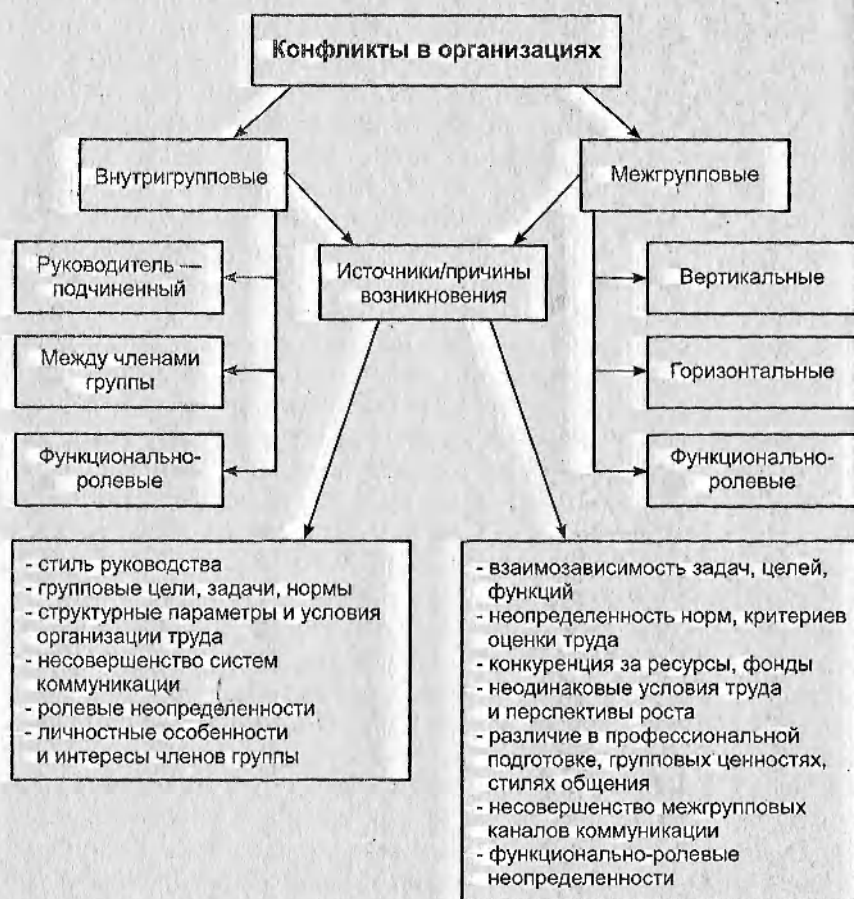 Конфликты в организациях
Внутригрупповые
Межгрупповые
Руководитель —
подчиненный
Источники/причины
возникновения
Вертикальные
Между членами
группы
Горизонтальные
Функционально-
ролевые
Функционально-
ролевые
- стиль руководства
- групповые цели, задачи, нормы
- структурные параметры и условия
организации труда
- несовершенство систем
коммуникации
- ролевые неопределенности
- личностные особенности
и интересы членов группы
- взаимозависимость задач, целей,
функций
- неопределенность норм, критериев
оценки труда
- конкуренция за ресурсы, фонды
- неодинаковые условия труда
и перспективы роста
- различие в профессиональной
подготовке, групповых ценностях,
стилях общения
- несовершенство межгрупповых
каналов коммуникации
- функционально-ролевые
неопределенности